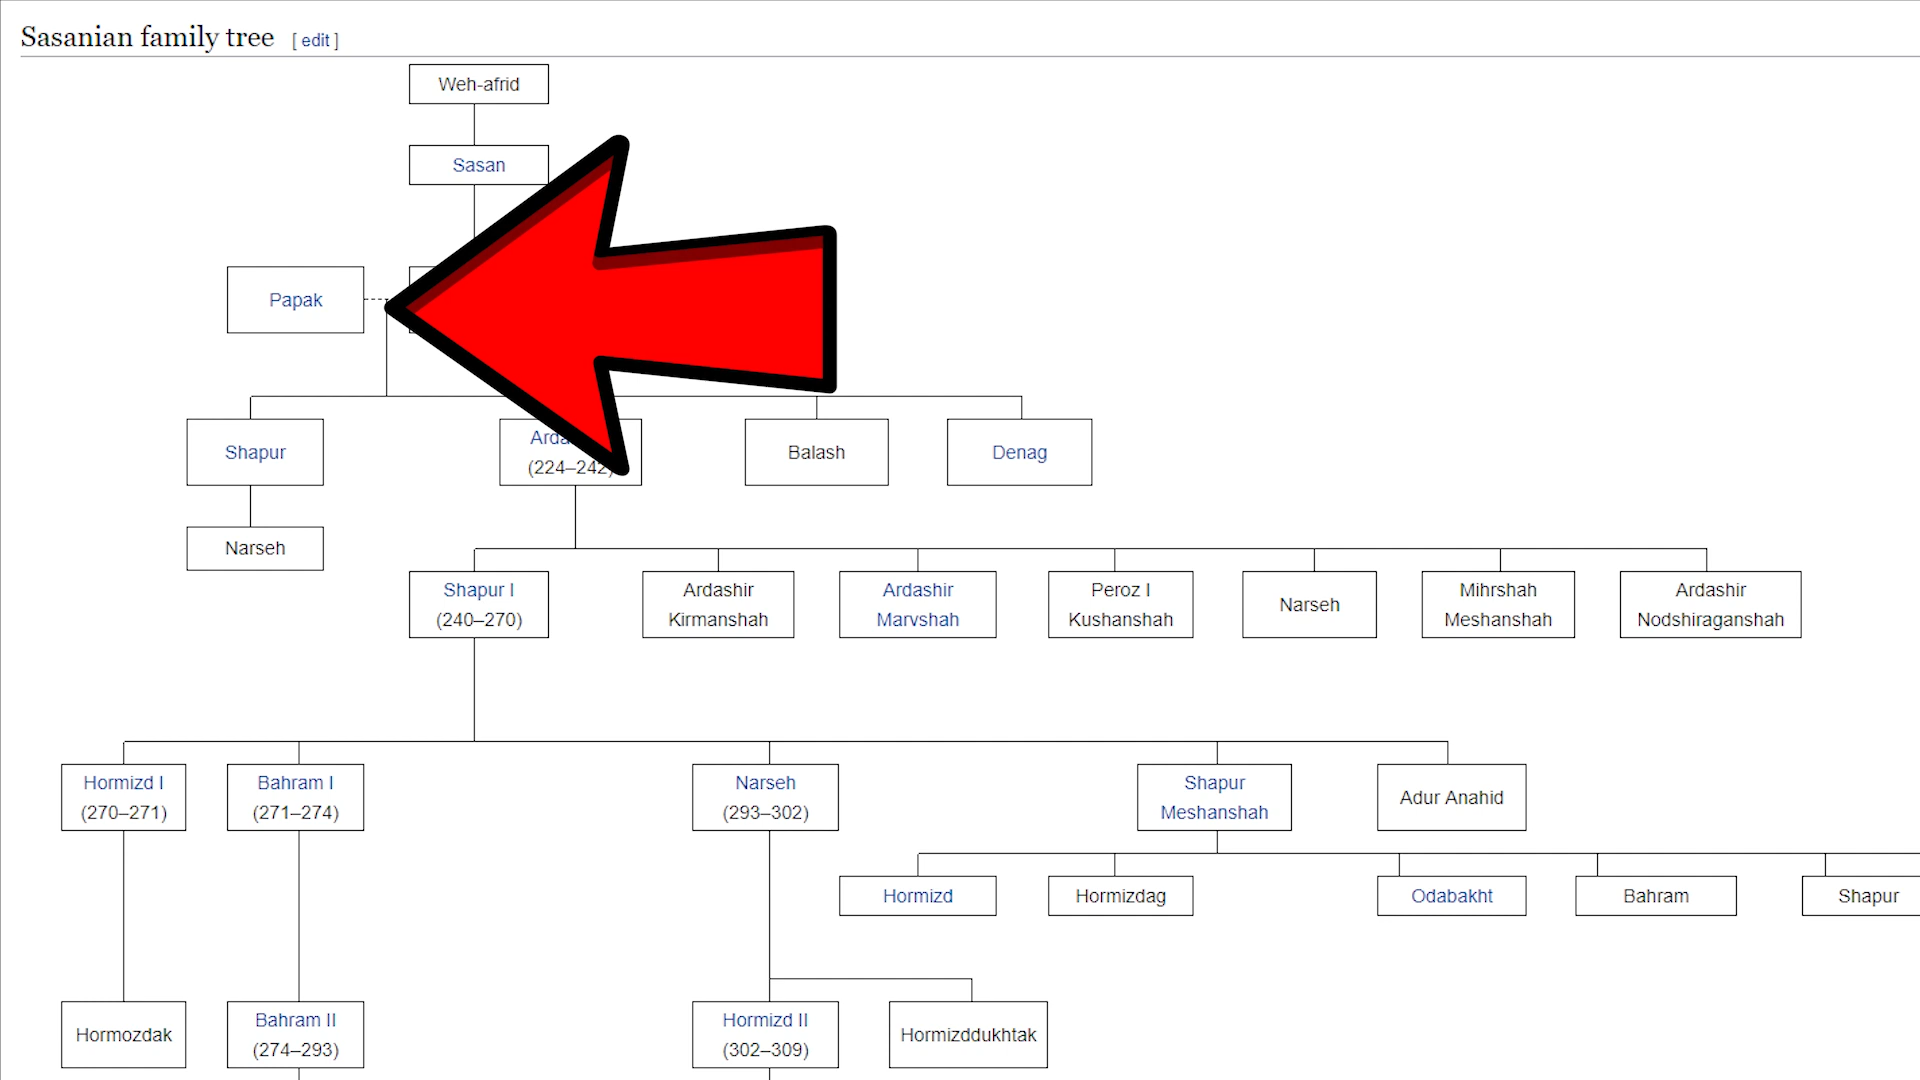 Sasanian family tree [ edit ]
Weh-afrid
Sasan
Papak
Shapur
(224–242)
Balash
Denag
Narseh
Shapur I
(240–270)
Ardashir
Kirmanshah
Ardashir
Marvshah
Peroz I
Kushanshah
Narseh
Mihrshah
Meshanshah
Ardashir
Nodshiraganshah
Hormizd I
(270–271)
Bahram I
(271–274)
Narseh
(293–302)
Shapur
Meshanshah
Adur Anahid
Hormizd
Hormizdag
Odabakht
Bahram
Shapur
Hormozdak
Bahram II
(274–293)
Hormizd II
(302–309)
Hormizddukhtak